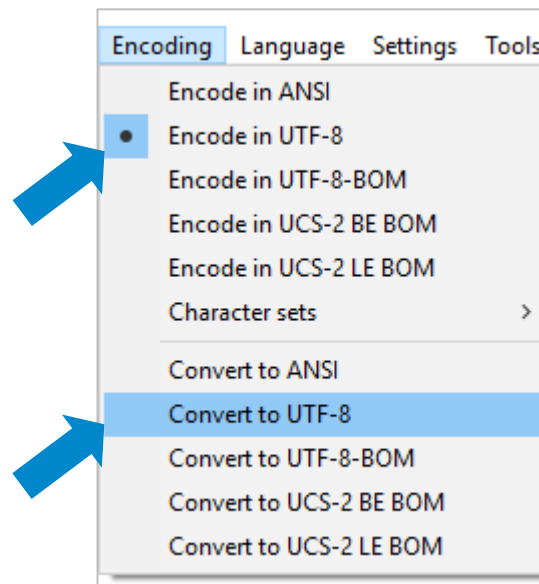 Encoding Language Settings Tools
Encode in ANSI
Encode in UTF-8
Encode in UTF-8-BOM
Encode in UCS-2 BE BOM
Encode in UCS-2 LE BOM
Character sets >
Convert to ANSI
Convert to UTF-8
Convert to UTF-8-BOM
Convert to UCS-2 BE BOM
Convert to UCS-2 LE BOM